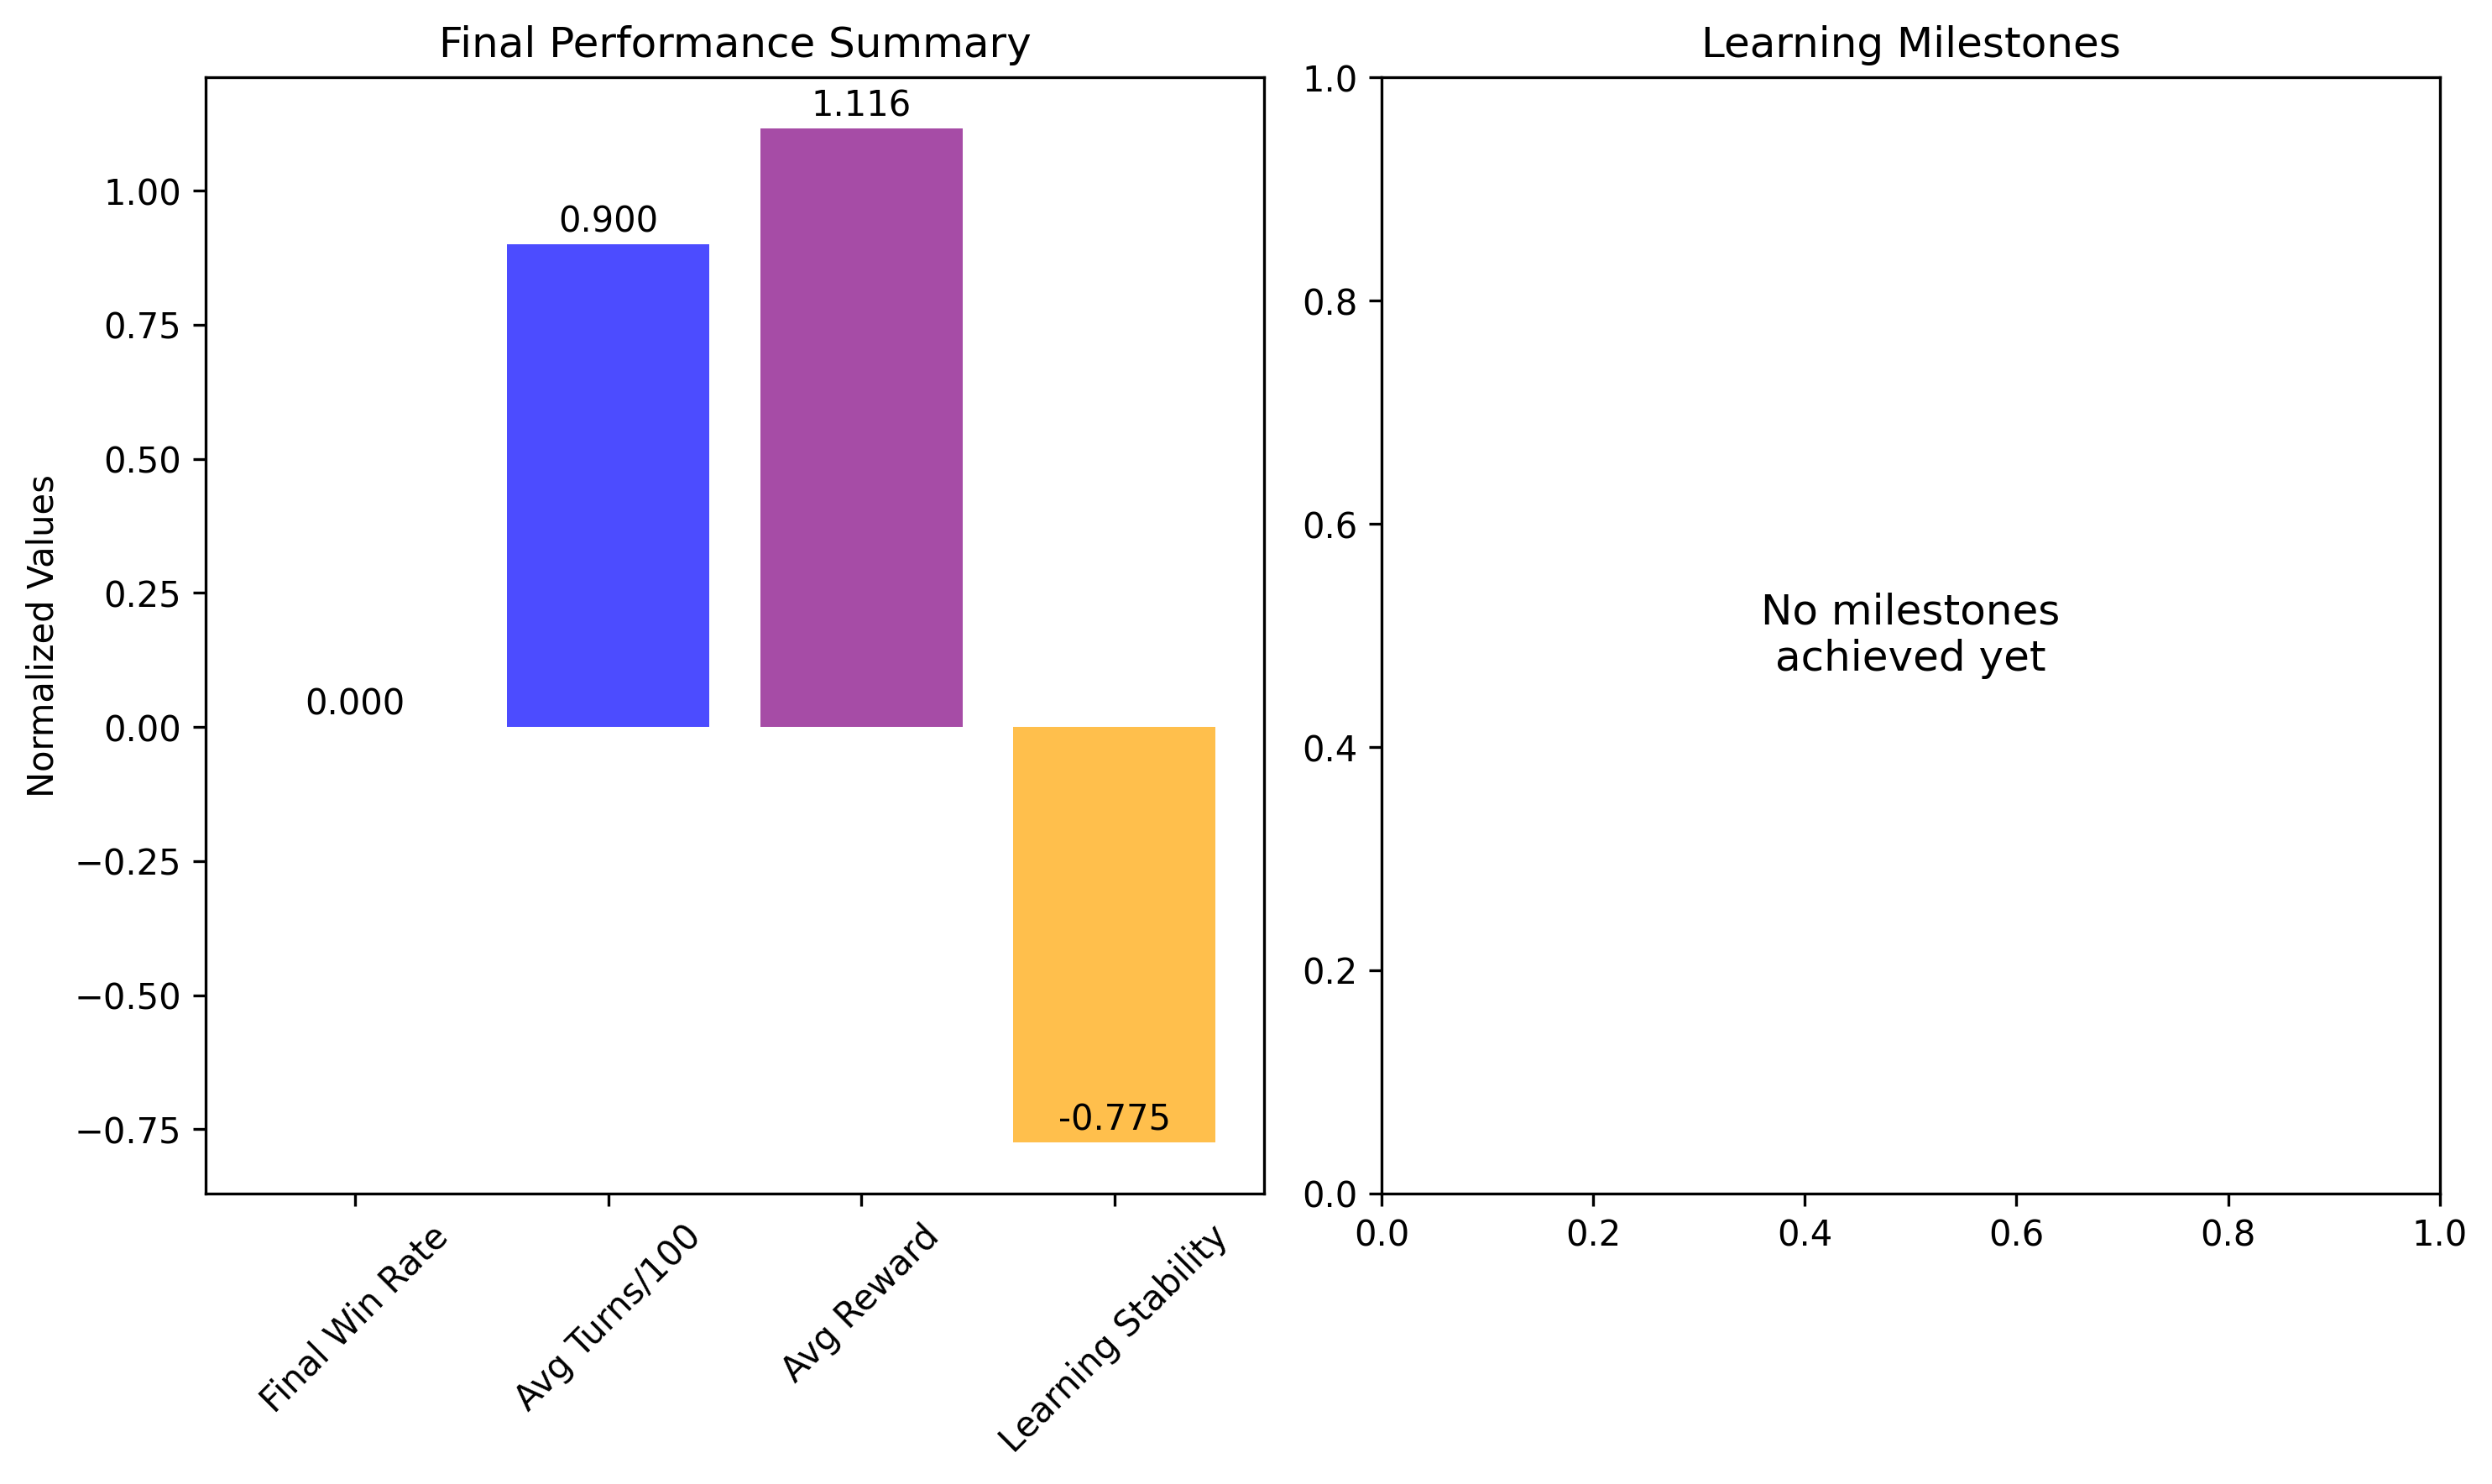 Final Performance Summary
Normalized Values
1.00
0.75
0.50
0.25
0.00
−0.25
−0.50
−0.75
0.000
0.900
1.116
-0.775
Final Win Rate
Avg Turns/100
Avg Reward
Learning Stability
Learning Milestones
1.0
0.8
0.6
0.4
0.2
0.0
No milestones
achieved yet
0.0
0.2
0.4
0.6
0.8
1.0